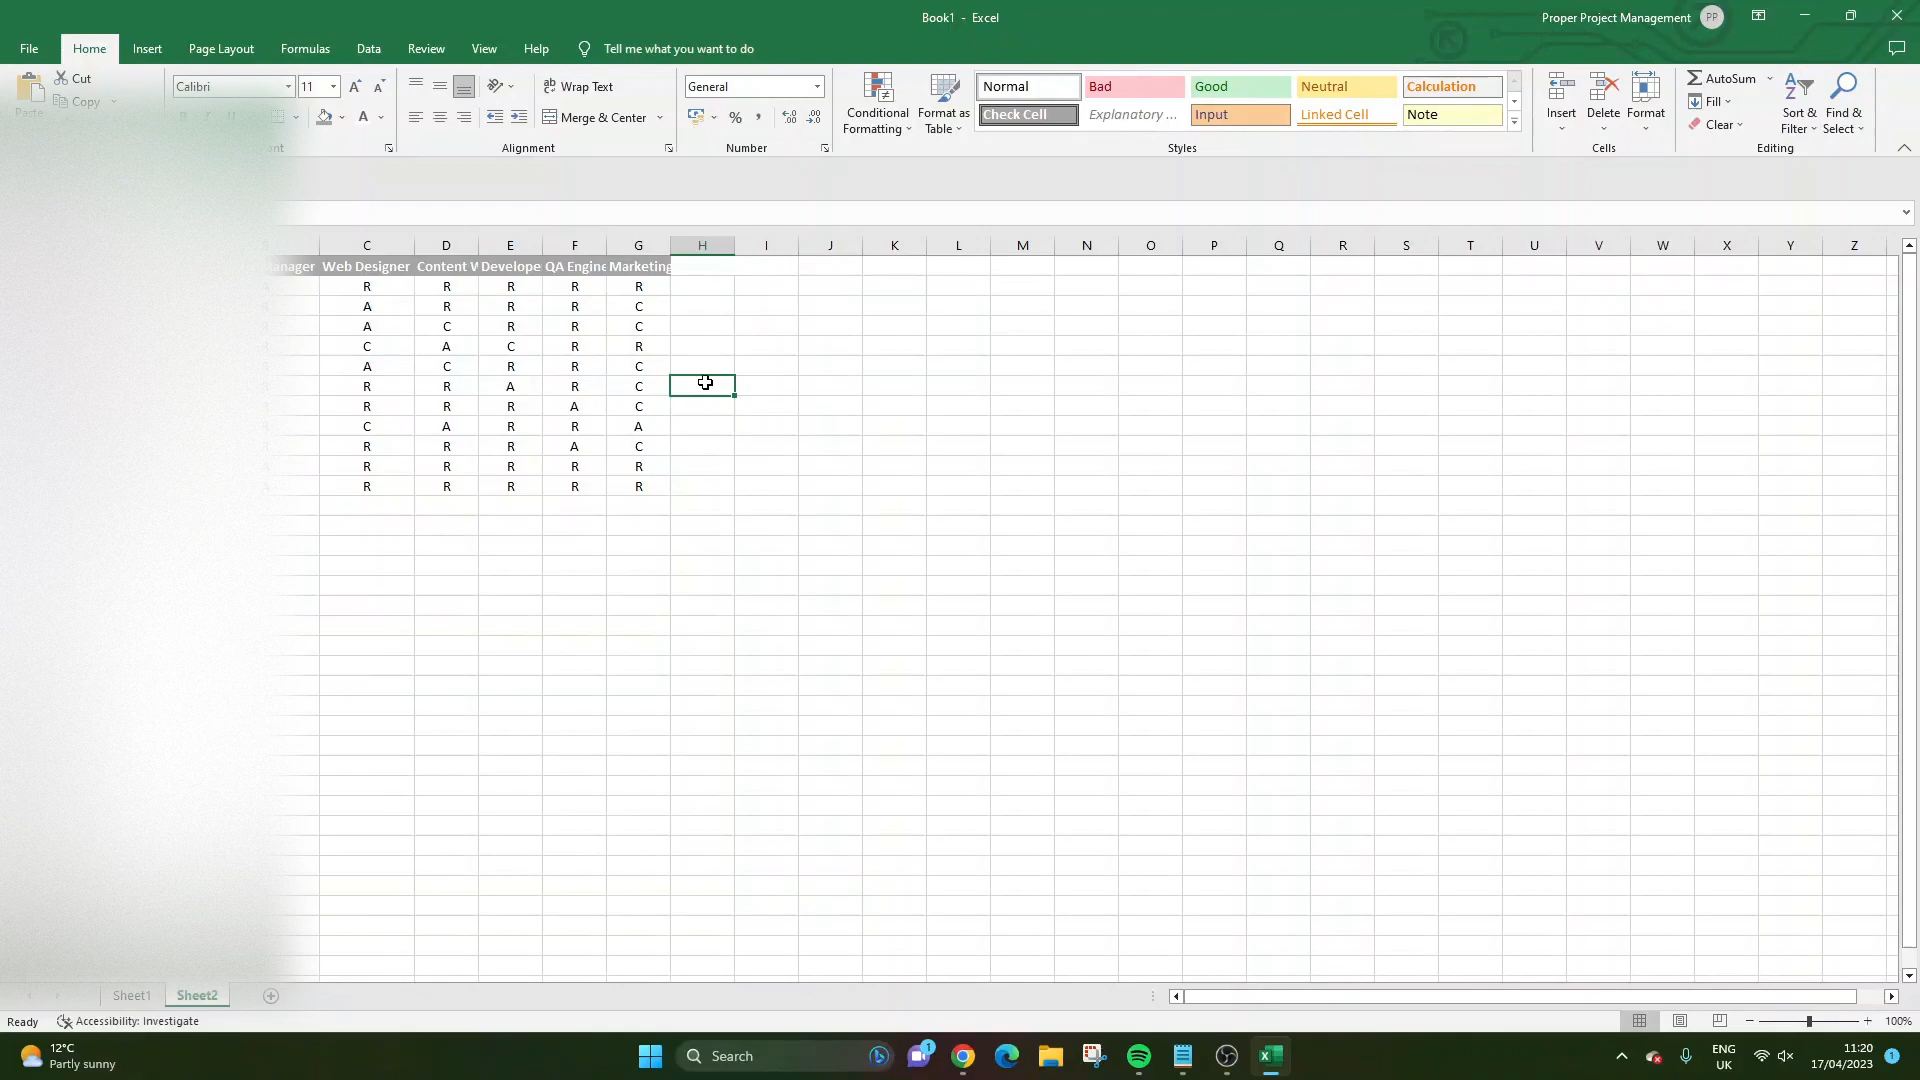 Book1 - Excel
Proper Project Management PP
File Home Insert Page Layout Formulas Data Review View Help Tell me what you want to do
Cut
Copy
Paste
Calibri 11
Wrap Text
Merge & Center
Alignment
General
Number
Conditional Formatting
Format as Table
Normal Bad Good Neutral Calculation
Check Cell Explanatory ... Input Linked Cell Note
Styles
Insert Delete Format
Cells
AutoSum
Fill
Clear
Sort & Filter
Find & Select
Editing
C D E F G H I J K L M N O P Q R S T U V W X Y Z
Manager Web Designer Content W Develope QA Engine Marketing
R R R R R
A R R R C
A C R R C
C A C R R
A C R R C
R R A R C
R R R A C
C A R R A
R R R A C
R R R R R
R R R R R
Sheet1 Sheet2
Ready Accessibility: Investigate
100%
12°C
Partly sunny
Search
1
ENG
UK
11:20
17/04/2023
1